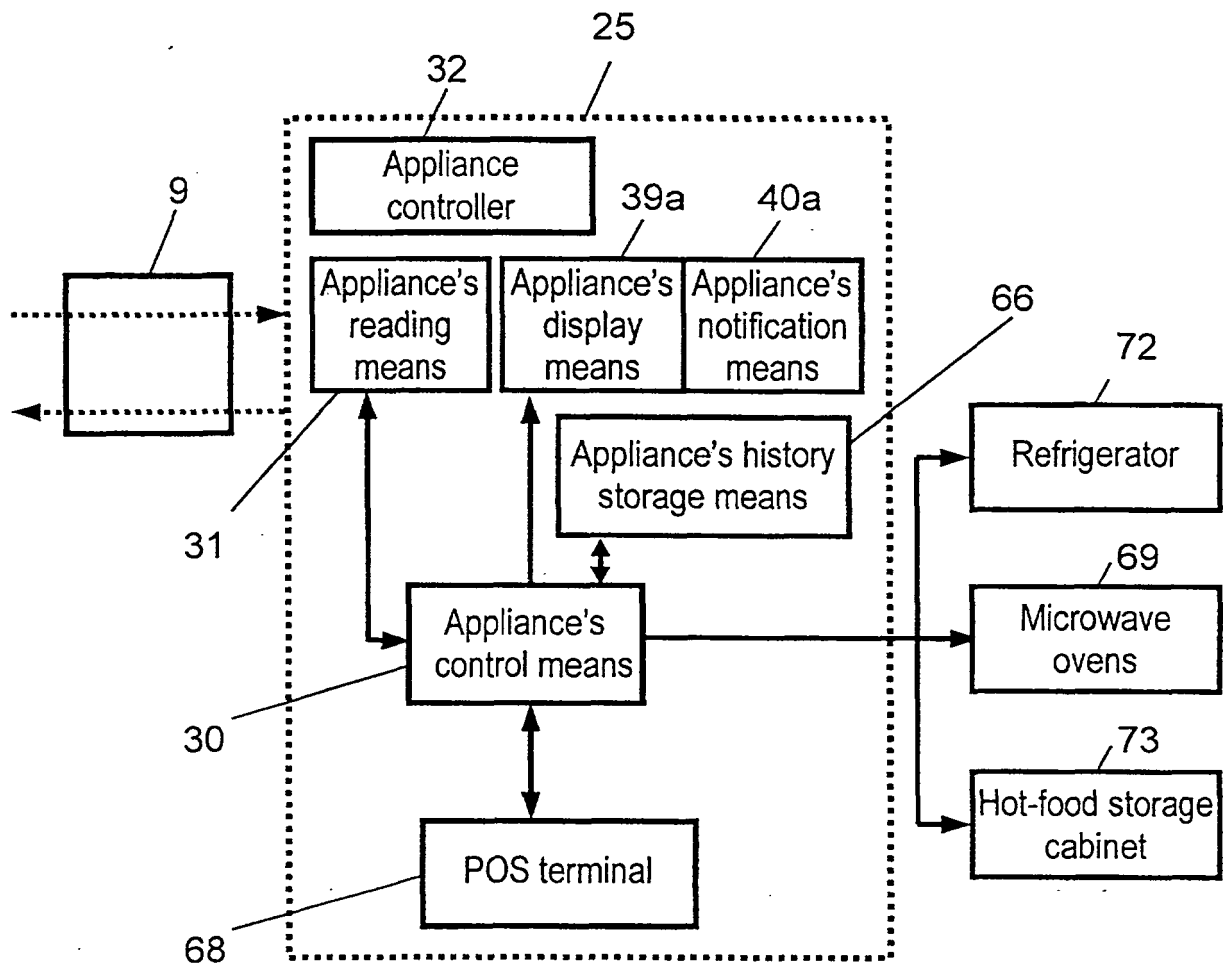 25
32
Appliance
controller
9
39a
40a
Appliance's
reading
means
Appliance's
display
means
Appliance's
notification
means
66
72
Refrigerator
Appliance's history
storage means
31
69
Microwave
ovens
Appliance's
control means
30
73
Hot-food storage
cabinet
POS terminal
68